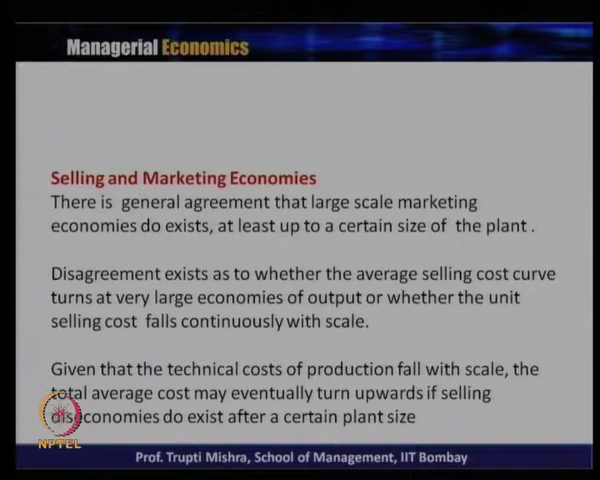 Managerial Economics
Selling and Marketing Economies
There is general agreement that large scale marketing
economies do exists, at least up to a certain size of the plant .
Disagreement exists as to whether the average selling cost curve
turns at very large economies of output or whether the unit
selling cost falls continuously with scale.
Given that the technical costs of production fall with scale, the
total average cost may eventually turn upwards if selling
diseconomies do exist after a certain plant size
NPTEL
Prof. Trupti Mishra, School of Management, IIT Bombay